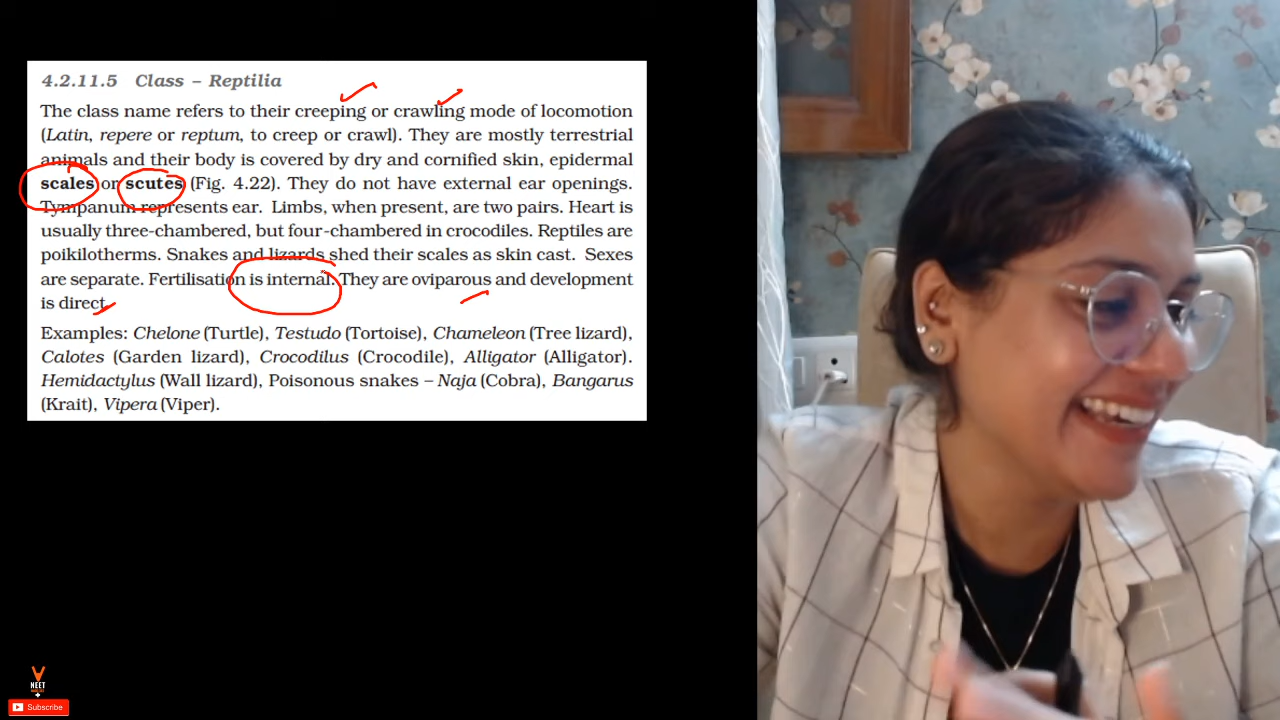 4.2.11.5 Class – Reptilia
The class name refers to their creeping or crawling mode of locomotion
(Latin, repere or reptum, to creep or crawl). They are mostly terrestrial
animals and their body is covered by dry and cornified skin, epidermal
scales or scutes (Fig. 4.22). They do not have external ear openings.
Tympanum represents ear. Limbs, when present, are two pairs. Heart is
usually three-chambered, but four-chambered in crocodiles. Reptiles are
poikilotherms. Snakes and lizards shed their scales as skin cast. Sexes
are separate. Fertilisation is internal. They are oviparous and development
is direct.
Examples: Chelone (Turtle), Testudo (Tortoise), Chameleon (Tree lizard),
Calotes (Garden lizard), Crocodilus (Crocodile), Alligator (Alligator).
Hemidactylus (Wall lizard), Poisonous snakes – Naja (Cobra), Bangarus
(Krait), Vipera (Viper).
NEET
Subscribe